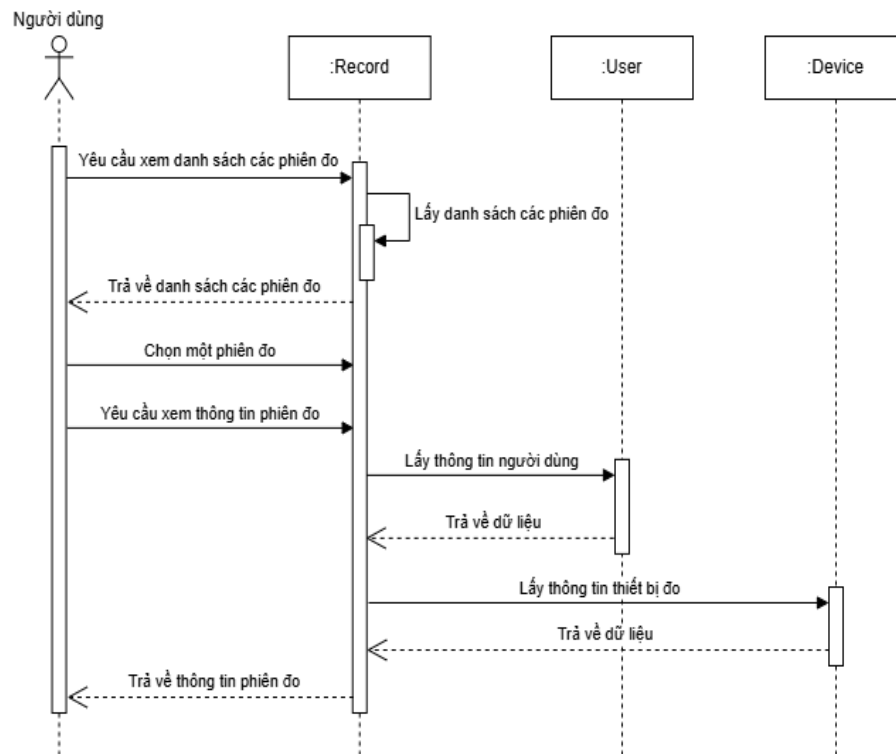 Người dùng
:Record
:User
:Device
Yêu cầu xem danh sách các phiên đo
Lấy danh sách các phiên đo
Trả về danh sách các phiên đo
Chọn một phiên đo
Yêu cầu xem thông tin phiên đo
Lấy thông tin người dùng
Trả về dữ liệu
Lấy thông tin thiết bị đo
Trả về dữ liệu
Trả về thông tin phiên đo